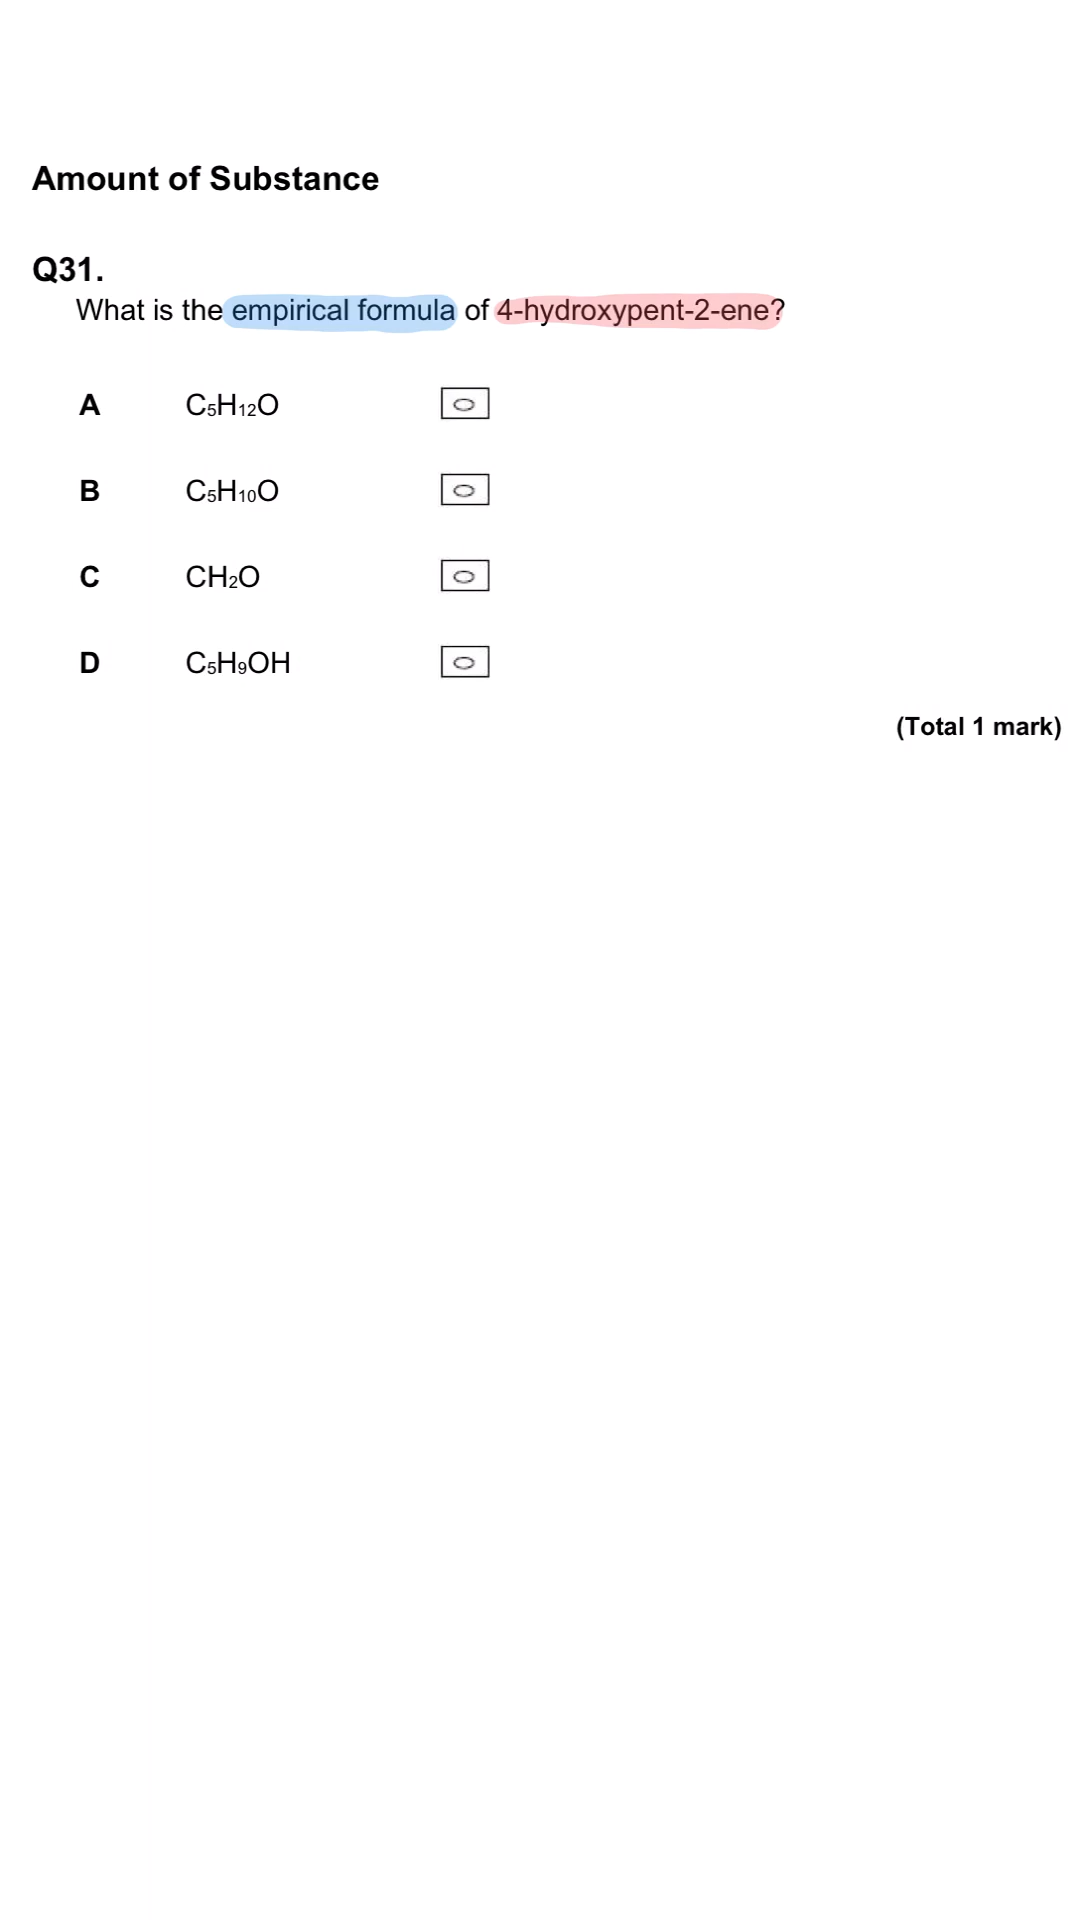 Amount of Substance
Q31.
What is the empirical formula of 4-hydroxypent-2-ene?
A C₅H₁₂O
B C₅H₁₀O
C CH₂O
D C₅H₉OH
(Total 1 mark)